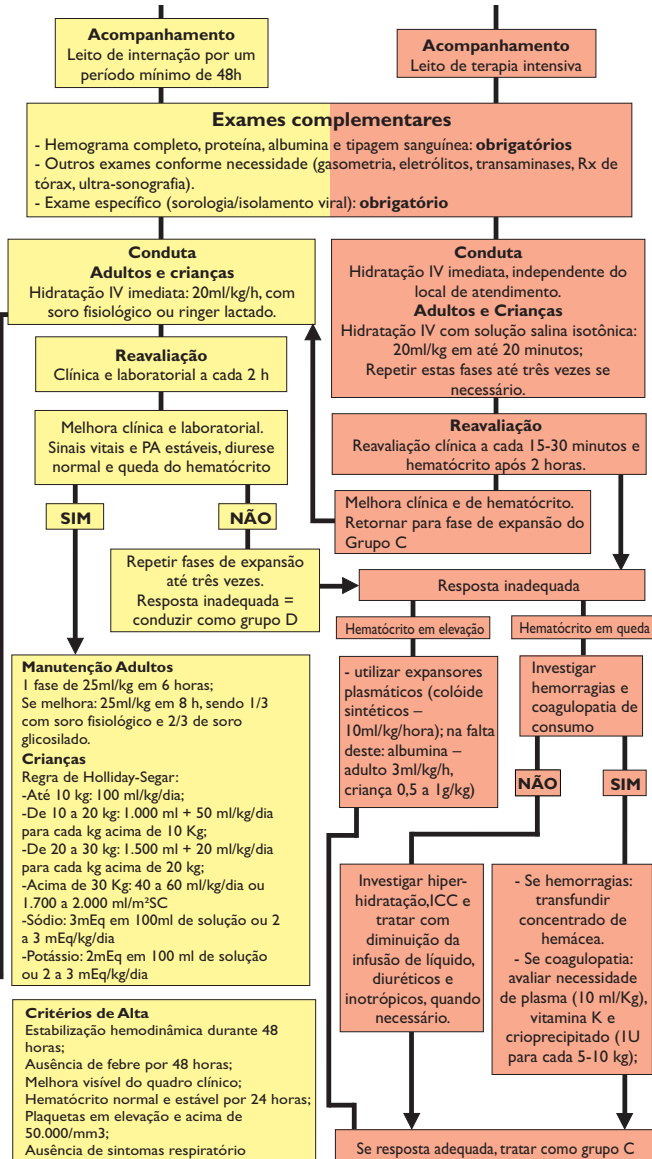 Acompanhamento
Leito de internação por um
período mínimo de 48h
Acompanhamento
Leito de terapia intensiva
Exames complementares
- Hemograma completo, proteína, albumina e tipagem sanguínea: obrigatórios
- Outros exames conforme necessidade (gasometria, eletrólitos, transaminases, Rx de
tórax, ultra-sonografia).
- Exame específico (sorologia/isolamento viral): obrigatório
Conduta
Adultos e crianças
Hidratação IV imediata: 20ml/kg/h, com
soro fisiológico ou ringer lactado.
Reavaliação
Clínica e laboratorial a cada 2 h
Melhora clínica e laboratorial.
Sinais vitais e PA estáveis, diurese
normal e queda do hematócrito
SIM
NÃO
Repetir fases de expansão
até três vezes.
Resposta inadequada =
conduzir como grupo D
Manutenção Adultos
1 fase de 25ml/kg em 6 horas;
Se melhora: 25ml/kg em 8 h, sendo 1/3
com soro fisiológico e 2/3 de soro
glicosilado.
Crianças
Regra de Holliday-Segar:
-Até 10 kg: 100 ml/kg/dia;
-De 10 a 20 kg: 1.000 ml + 50 ml/kg/dia
para cada kg acima de 10 Kg;
-De 20 a 30 kg: 1.500 ml + 20 ml/kg/dia
para cada kg acima de 20 kg;
-Acima de 30 Kg: 40 a 60 ml/kg/dia ou
1.700 a 2.000 ml/m²SC
-Sódio: 3mEq em 100ml de solução ou 2
a 3 mEq/kg/dia
-Potássio: 2mEq em 100 ml de solução
ou 2 a 3 mEq/kg/dia
Critérios de Alta
Estabilização hemodinâmica durante 48
horas;
Ausência de febre por 48 horas;
Melhora visível do quadro clínico;
Hematócrito normal e estável por 24 horas;
Plaquetas em elevação e acima de
50.000/mm3;
Ausência de sintomas respiratório
Conduta
Hidratação IV imediata, independente do
local de atendimento.
Adultos e Crianças
Hidratação IV com solução salina isotônica:
20ml/kg em até 20 minutos;
Repetir estas fases até três vezes se
necessário.
Reavaliação
Reavaliação clínica a cada 15-30 minutos e
hematócrito após 2 horas.
Melhora clínica e de hematócrito.
Retornar para fase de expansão do
Grupo C
Resposta inadequada
Hematócrito em elevação
Hematócrito em queda
- utilizar expansores
plasmáticos (colóide
sintéticos –
10ml/kg/hora); na falta
deste: albumina –
adulto 3ml/kg/h,
criança 0,5 a 1g/kg)
Investigar
hemorragias e
coagulopatia de
consumo
NÃO
SIM
Investigar hiper-
hidratação,ICC e
tratar com
diminuição da
infusão de líquido,
diuréticos e
inotrópicos, quando
necessário.
- Se hemorragias:
transfundir
concentrado de
hemácea.
- Se coagulopatia:
avaliar necessidade
de plasma (10 ml/Kg),
vitamina K e
crioprecipitado (1U
para cada 5-10 kg);
Se resposta adequada, tratar como grupo C